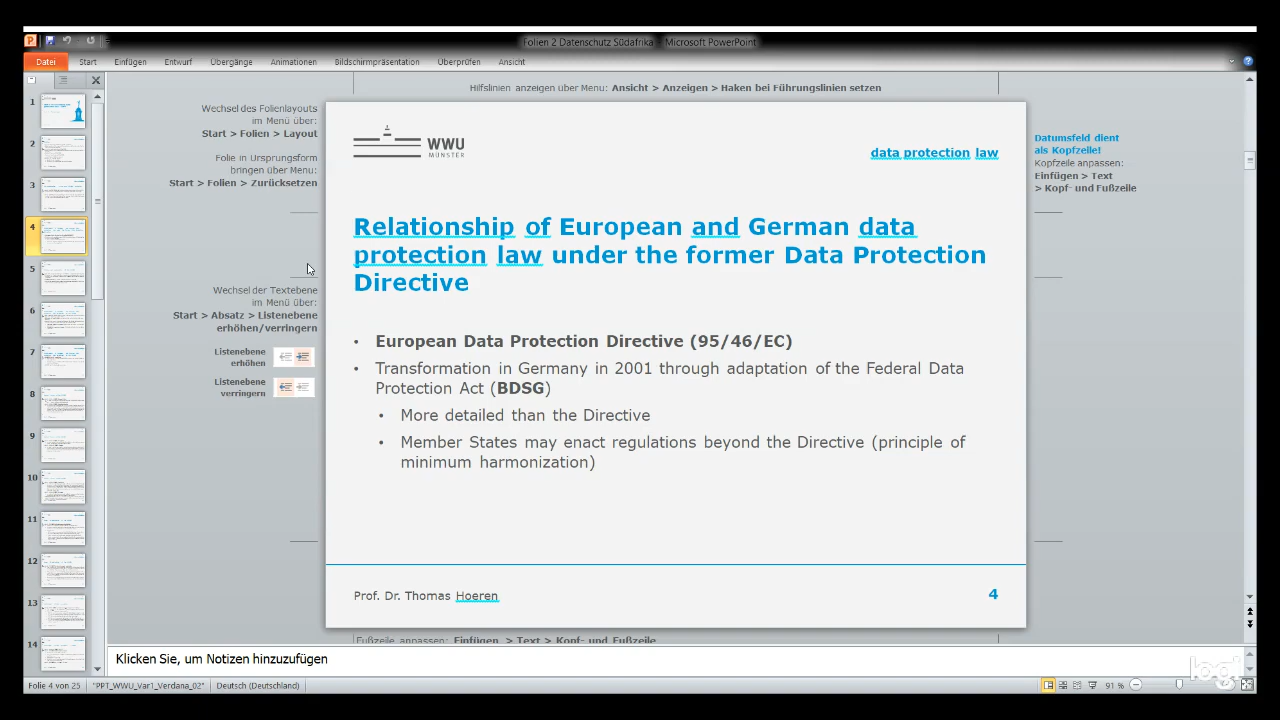 Folien 2 Datenschutz Südafrika - Microsoft PowerPoint
Datei Start Einfügen Entwurf Übergänge Animationen Bildschirmpräsentation Überprüfen Ansicht
Hilfslinien anzeigen über Menu: Ansicht > Anzeigen > Haken bei Führungslinien setzen
Wechsel des Folienlayouts
im Menü über:
Start > Folien > Layout
Folie in Ursprungsform
bringen über Menu:
Start > Folien > Zurücksetzen
Wechsel der Textebene
im Menü über:
Start > Absatz > Listenebene
erhöhen/verringern
Listenebene
erhöhen
Listenebene
verringern
WWU
MÜNSTER
data protection law
Relationship of European and German data
protection law under the former Data Protection
Directive
• European Data Protection Directive (95/46/EC)
• Transformation in Germany in 2001 through adaptation of the Federal Data
Protection Act (BDSG)
• More detailed than the Directive
• Member States may enact regulations beyond the Directive (principle of
minimum harmonization)
Prof. Dr. Thomas Hoeren
4
Datumsfeld dient
als Kopfzeile!
Kopfzeile anpassen:
Einfügen > Text
> Kopf- und Fußzeile
Fußzeile anpassen: Einfügen > Text > Kopf- und Fußzeile
1
2
3
4
5
6
7
8
9
10
11
12
13
14
Klicken Sie, um Notizen hinzuzufügen
Folie 4 von 25 "PPT_WWU_Var1_Verdana_02" Deutsch (Deutschland) 91 %